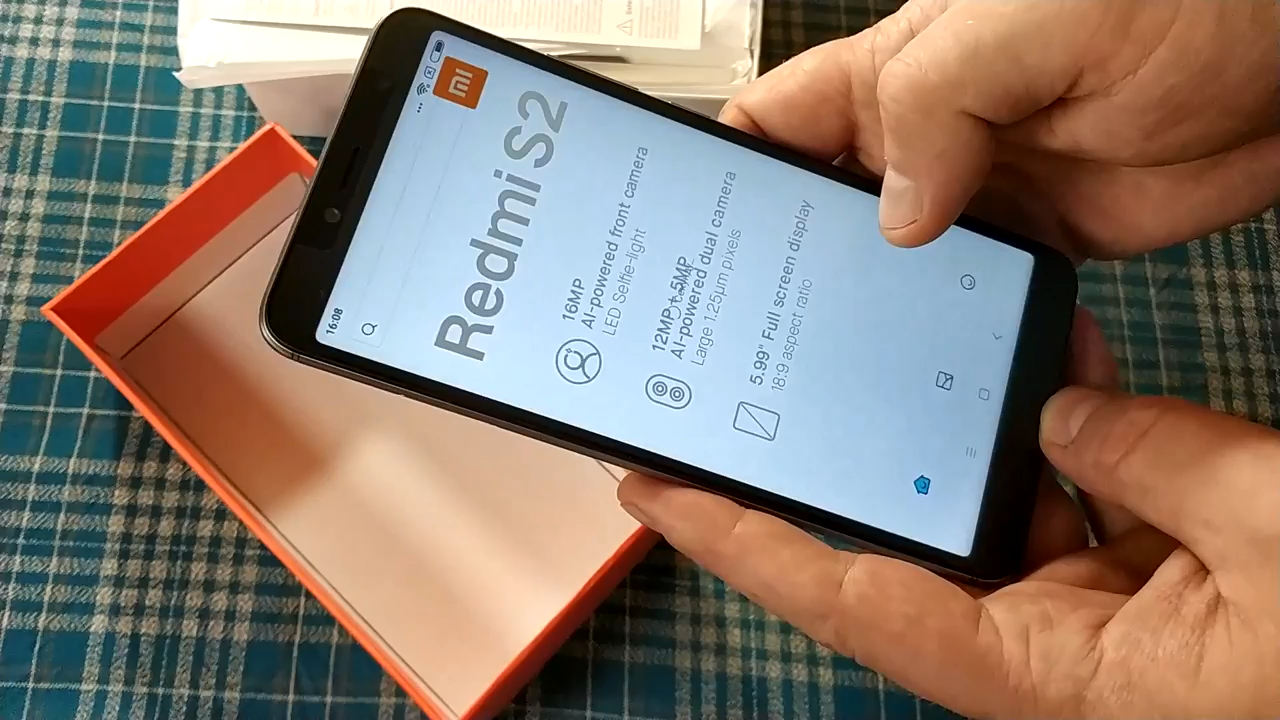 16:08
mi
Redmi S2
16MP
AI-powered front camera
LED Selfie-light
12MP + 5MP
AI-powered dual camera
Large 1.25μm pixels
5.99" Full screen display
18:9 aspect ratio